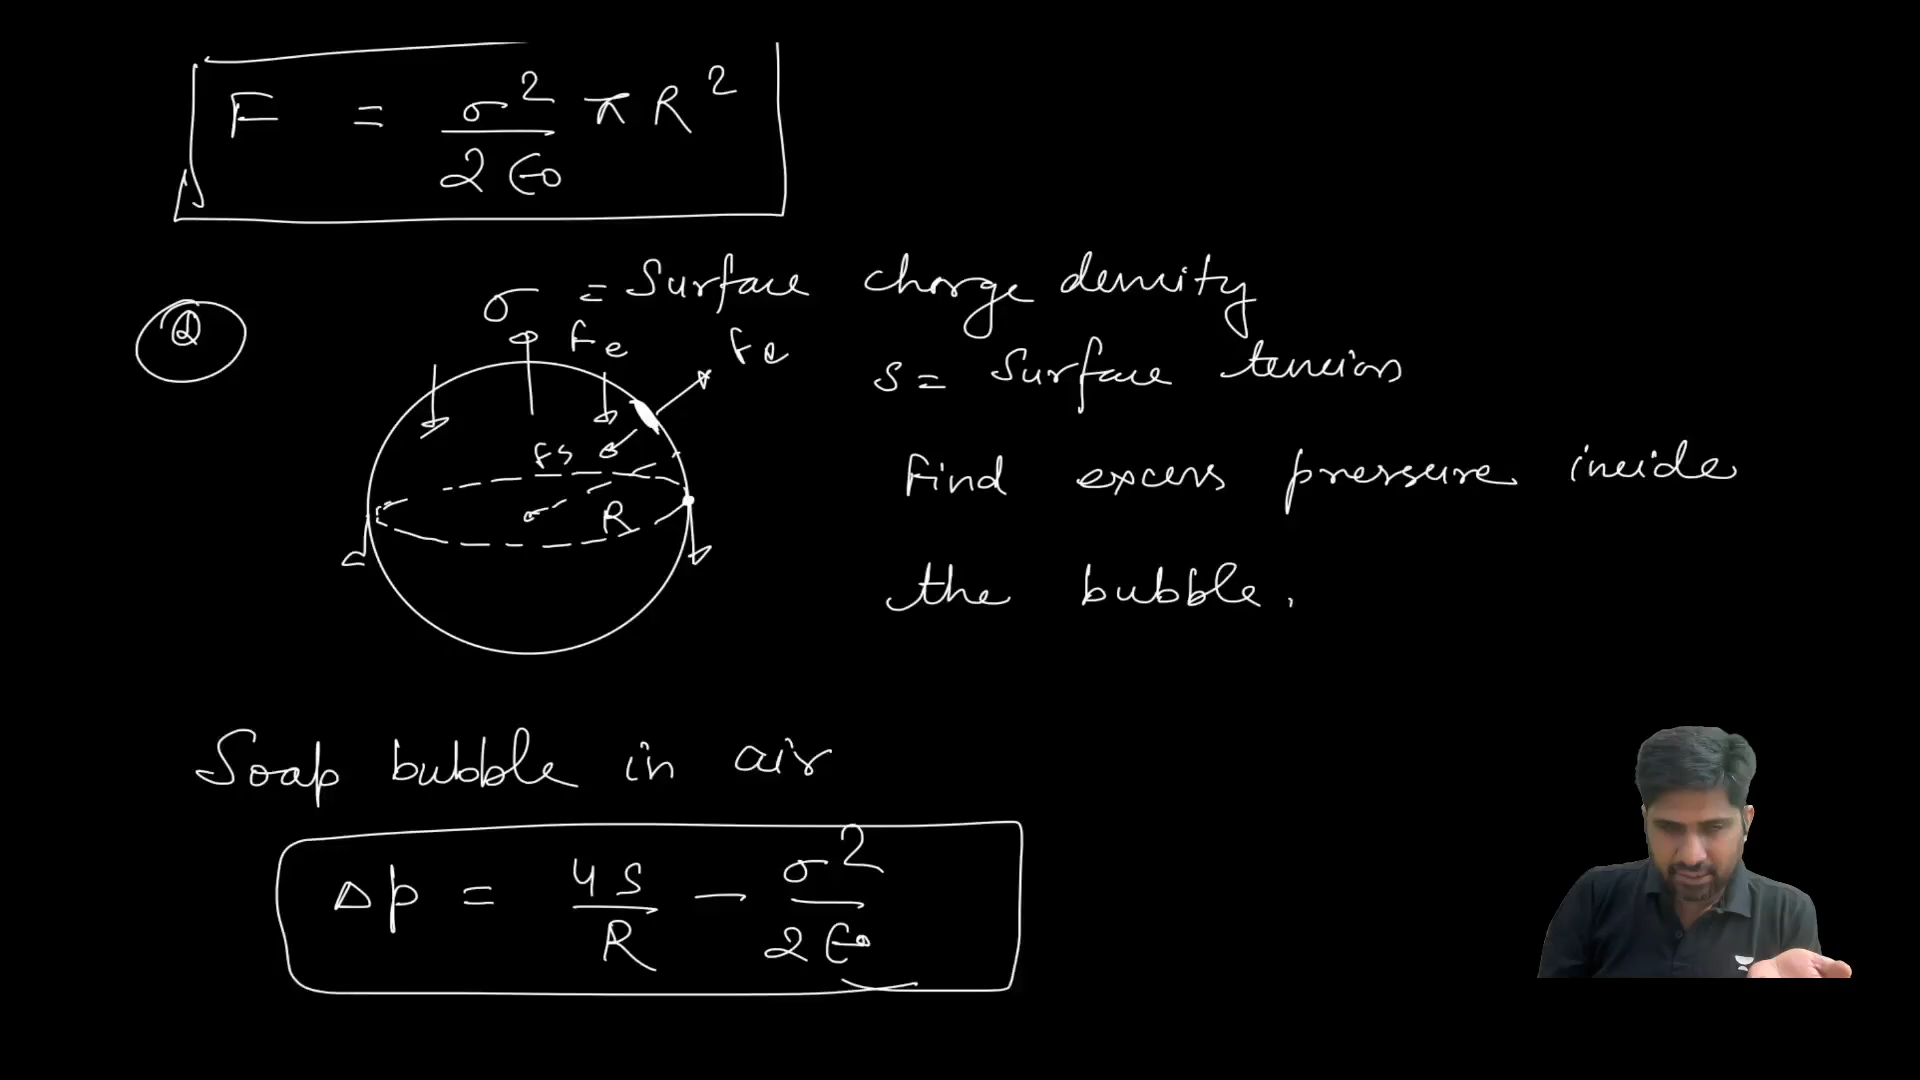 F = σ² / 2ϵ₀ π R²
Q
σ = Surface charge density
Fe
Fe
S = Surface tension
Fs
R
Find excess pressure inside
the bubble.
Soap bubble in air
Δp = 4S / R − σ² / 2ϵ₀